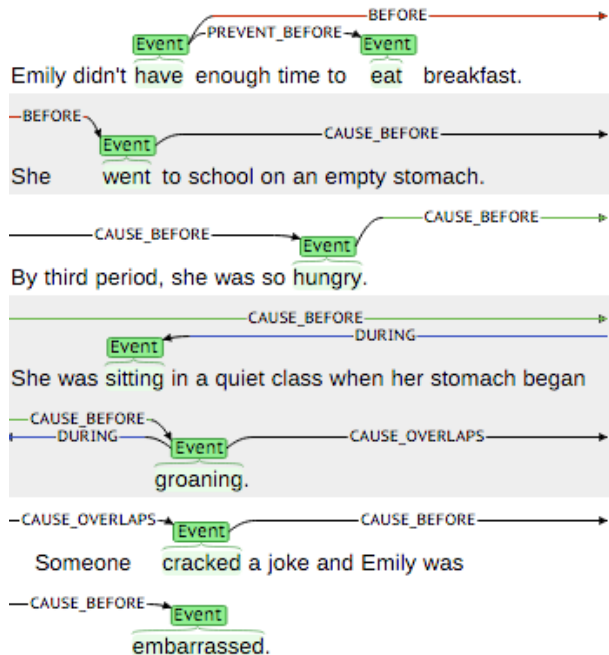 BEFORE
PREVENT_BEFORE
Event Event
Emily didn't have enough time to eat breakfast.
BEFORE
CAUSE_BEFORE
Event
She went to school on an empty stomach.
CAUSE_BEFORE
CAUSE_BEFORE
Event
By third period, she was so hungry.
CAUSE_BEFORE
DURING
Event
She was sitting in a quiet class when her stomach began
CAUSE_BEFORE
DURING CAUSE_OVERLAPS
Event
groaning.
CAUSE_OVERLAPS CAUSE_BEFORE
Event
Someone cracked a joke and Emily was
CAUSE_BEFORE
Event
embarrassed.